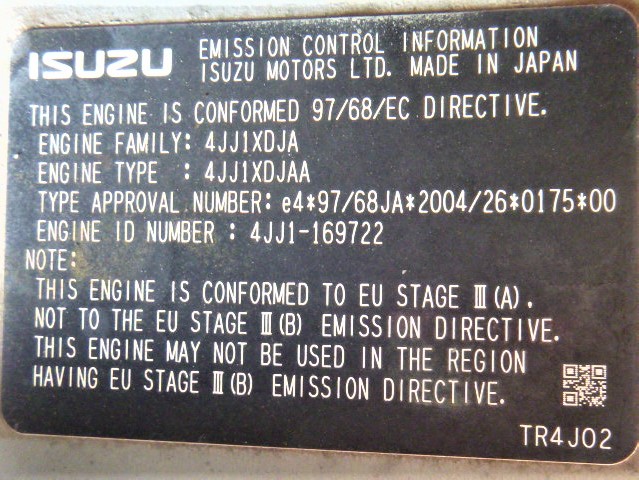 ISUZU EMISSION CONTROL INFORMATION
ISUZU MOTORS LTD. MADE IN JAPAN
THIS ENGINE IS CONFORMED 97/68/EC DIRECTIVE.
ENGINE FAMILY: 4JJ1XDJA
ENGINE TYPE : 4JJ1XDJAA
TYPE APPROVAL NUMBER: e4*97/68JA*2004/26*0175*00
ENGINE ID NUMBER : 4JJ1-169722
NOTE:
THIS ENGINE IS CONFORMED TO EU STAGE Ⅲ(A).
NOT TO THE EU STAGE Ⅲ(B) EMISSION DIRECTIVE.
THIS ENGINE MAY NOT BE USED IN THE REGION
HAVING EU STAGE Ⅲ(B) EMISSION DIRECTIVE.
TR4J02